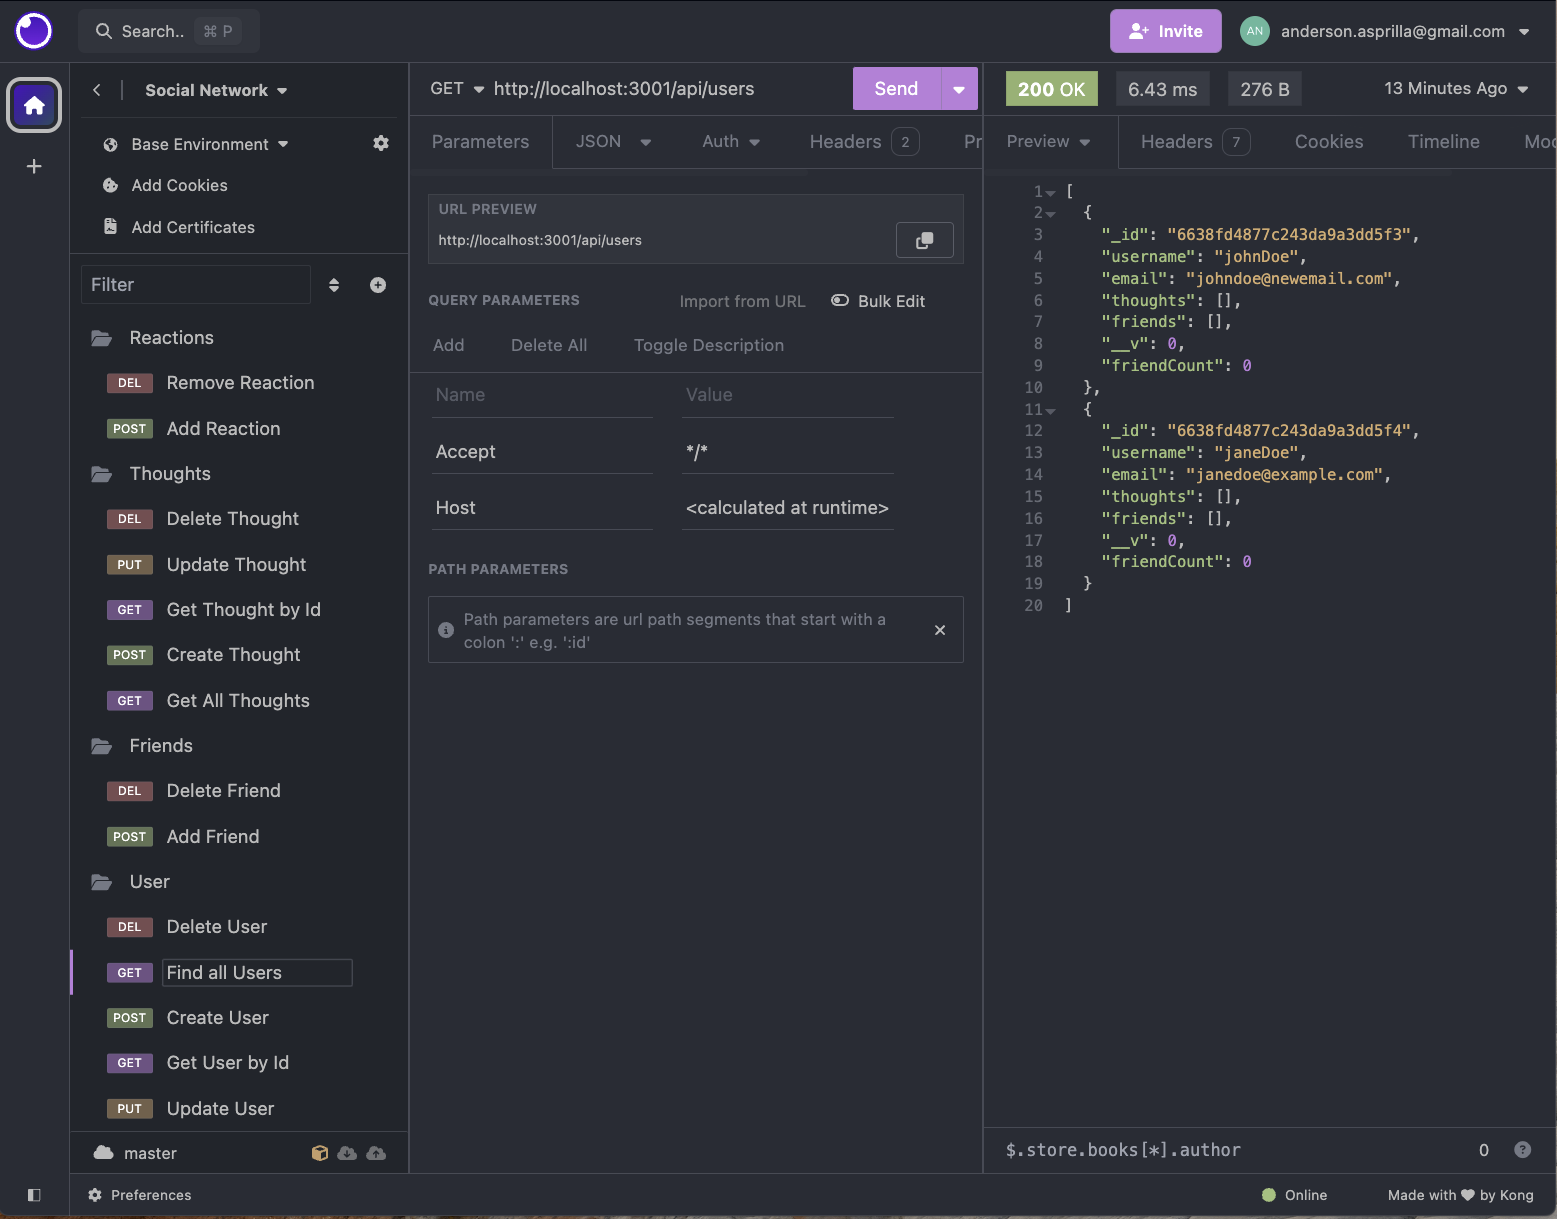 Search.. ⌘ P
Invite
AN anderson.asprilla@gmail.com
Social Network
Base Environment
Add Cookies
Add Certificates
Filter
Reactions
DEL Remove Reaction
POST Add Reaction
Thoughts
DEL Delete Thought
PUT Update Thought
GET Get Thought by Id
POST Create Thought
GET Get All Thoughts
Friends
DEL Delete Friend
POST Add Friend
User
DEL Delete User
GET Find all Users
POST Create User
GET Get User by Id
PUT Update User
master
Preferences
GET http://localhost:3001/api/users Send
Parameters JSON Auth Headers 2 Pr
URL PREVIEW
http://localhost:3001/api/users
QUERY PARAMETERS Import from URL Bulk Edit
Add Delete All Toggle Description
Name Value
Accept */*
Host <calculated at runtime>
PATH PARAMETERS
Path parameters are url path segments that start with a
colon ':' e.g. ':id'
200 OK 6.43 ms 276 B 13 Minutes Ago
Preview Headers 7 Cookies Timeline Moc
1 [
2 {
3 "_id": "6638fd4877c243da9a3dd5f3",
4 "username": "johnDoe",
5 "email": "johndoe@newemail.com",
6 "thoughts": [],
7 "friends": [],
8 "__v": 0,
9 "friendCount": 0
10 },
11 {
12 "_id": "6638fd4877c243da9a3dd5f4",
13 "username": "janeDoe",
14 "email": "janedoe@example.com",
15 "thoughts": [],
16 "friends": [],
17 "__v": 0,
18 "friendCount": 0
19 }
20 ]
$.store.books[*].author 0 ?
Online Made with ♥ by Kong